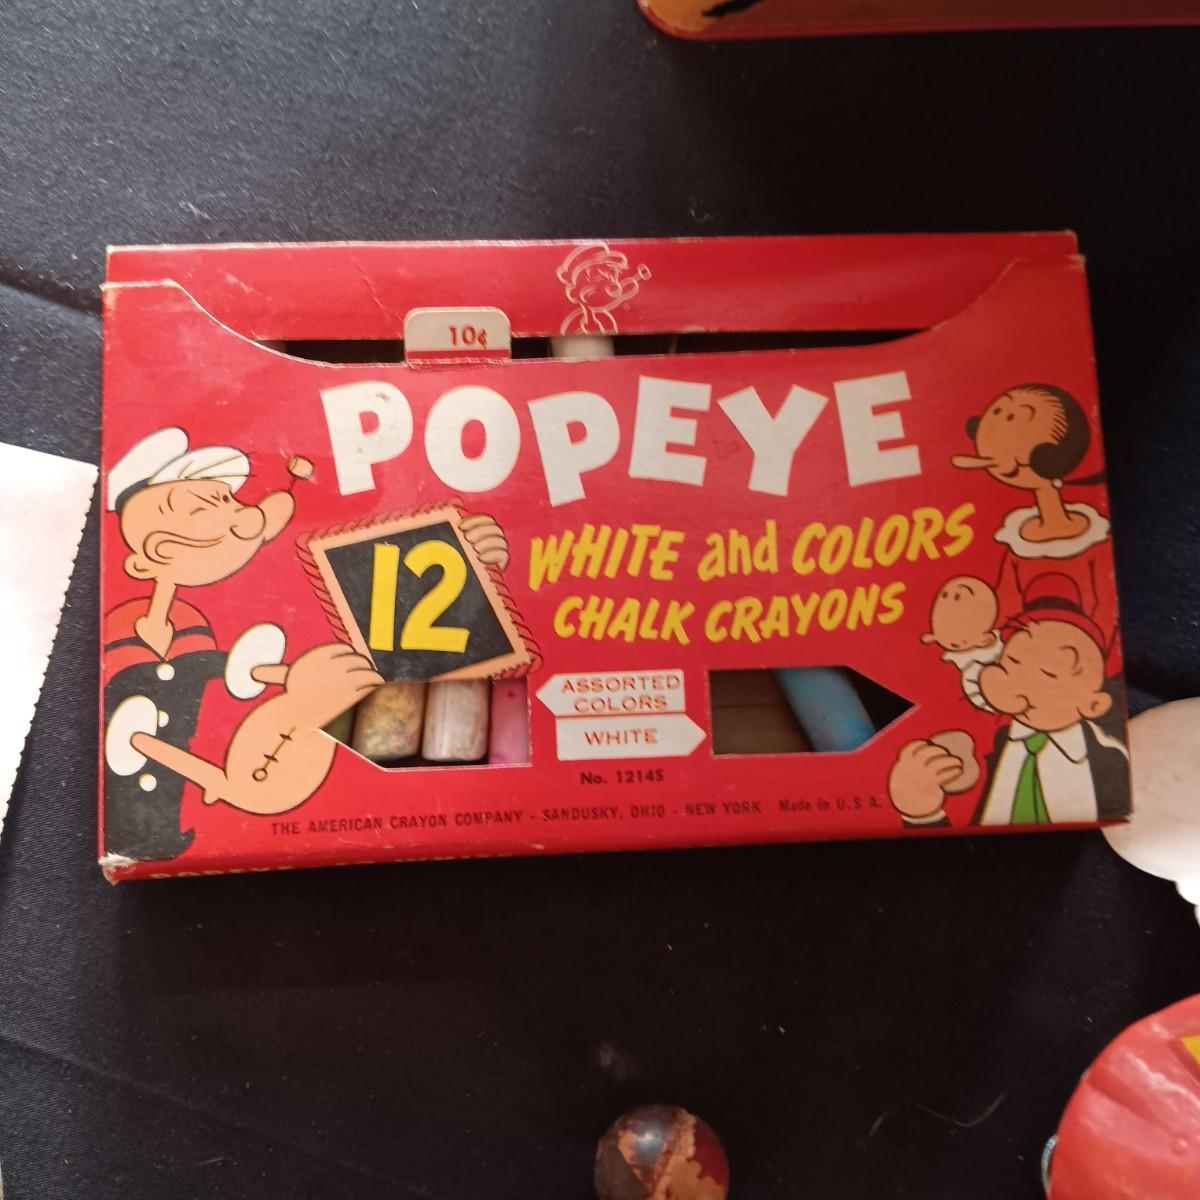 10¢
POPEYE
12
WHITE and COLORS
CHALK CRAYONS
ASSORTED
COLORS
WHITE
No. 1214S
THE AMERICAN CRAYON COMPANY - SANDUSKY, OHIO - NEW YORK Made in U.S.A.